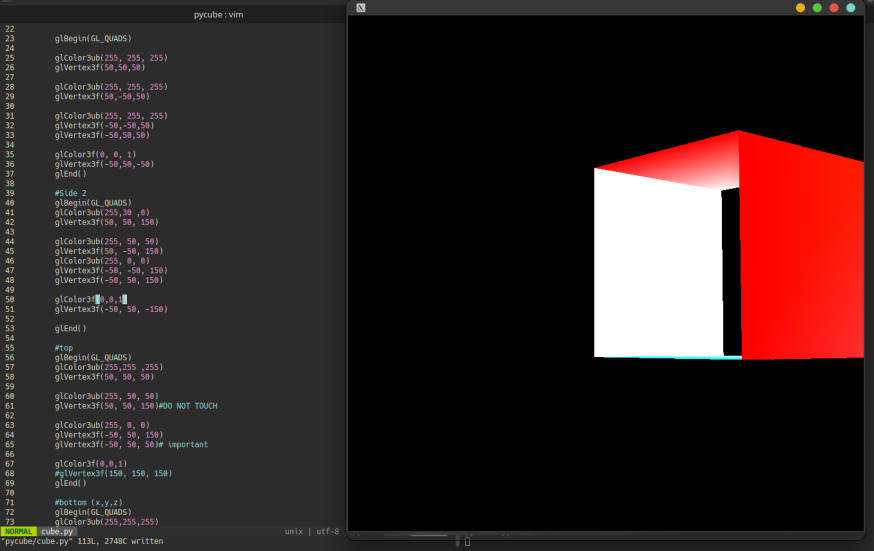 pycube : vim
22
23 glBegin(GL_QUADS)
24
25 glColor3ub(255, 255, 255)
26 glVertex3f(50,50,50)
27
28 glColor3ub(255, 255, 255)
29 glVertex3f(50,-50,50)
30
31 glColor3ub(255, 255, 255)
32 glVertex3f(-50,-50,50)
33 glVertex3f(-50,50,50)
34
35 glColor3f(0, 0, 1)
36 glVertex3f(-50,50,-50)
37 glEnd()
38
39 #Side 2
40 glBegin(GL_QUADS)
41 glColor3ub(255,30 ,0)
42 glVertex3f(50, 50, 150)
43
44 glColor3ub(255, 50, 50)
45 glVertex3f(50, -50, 150)
46 glColor3ub(255, 0, 0)
47 glVertex3f(-50, -50, 150)
48 glVertex3f(-50, 50, 150)
49
50 glColor3f(0,0,1)
51 glVertex3f(-50, 50, -150)
52
53 glEnd()
54
55 #top
56 glBegin(GL_QUADS)
57 glColor3ub(255,255 ,255)
58 glVertex3f(50, 50, 50)
59
60 glColor3ub(255, 50, 50)
61 glVertex3f(50, 50, 150)#DO NOT TOUCH
62
63 glColor3ub(255, 0, 0)
64 glVertex3f(-50, 50, 150)
65 glVertex3f(-50, 50, 50)# important
66
67 glColor3f(0,0,1)
68 #glVertex3f(150, 150, 150)
69 glEnd()
70
71 #bottom (x,y,z)
72 glBegin(GL_QUADS)
73 glColor3ub(255,255,255)
NORMAL cube.py unix | utf-8
"pycube/cube.py" 113L, 2748C written